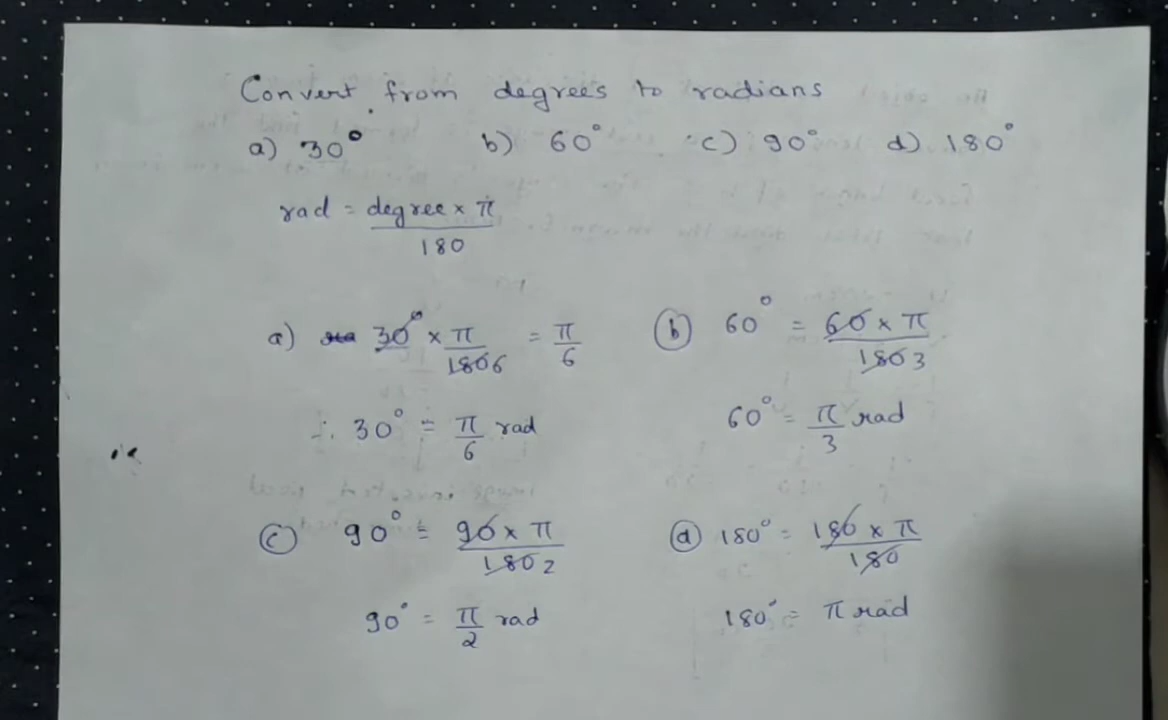 Convert from degrees to radians
a) 30° b) 60° c) 90° d) 180°
rad = degree × π
180
a) 30° × π = π
180 6 6
∴ 30° = π rad
6
(b) 60° = 60 × π
180 3
60° = π rad
3
(c) 90° = 90 × π
180 2
90° = π rad
2
(d) 180° = 180 × π
180
180° = π rad